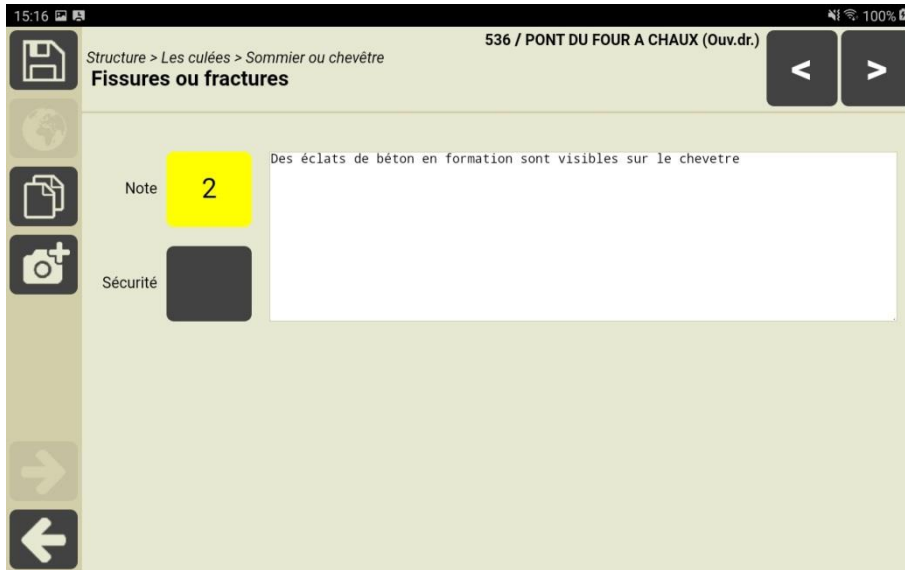 15:16 100%
536 / PONT DU FOUR A CHAUX (Ouv.dr.)
Structure > Les culées > Sommier ou chevêtre
Fissures ou fractures
< >
Des éclats de béton en formation sont visibles sur le chevetre
Note 2
Sécurité